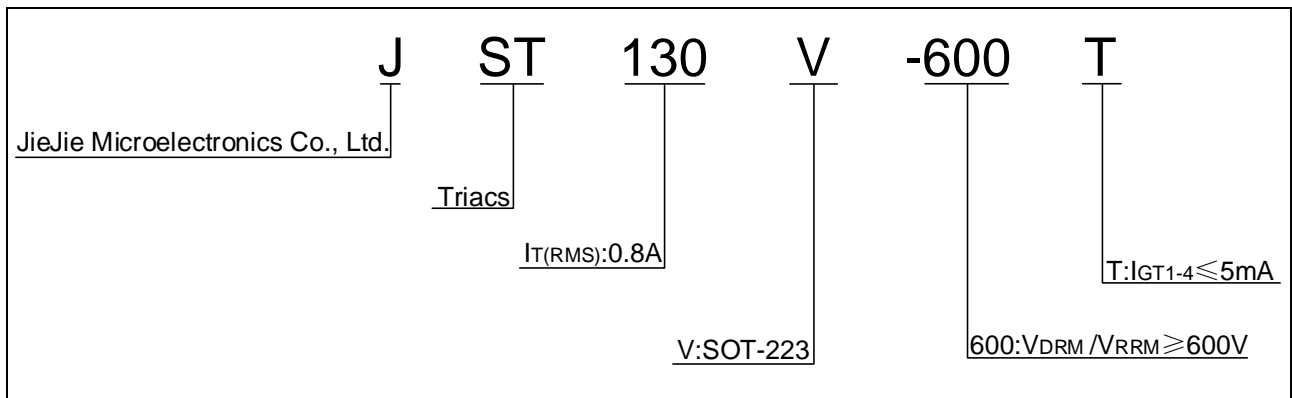 J ST 130 V -600 T
JieJie Microelectronics Co., Ltd.
Triacs
IT(RMS):0.8A
T:IGT1-4≤5mA
V:SOT-223
600:VDRM /VRRM≥600V